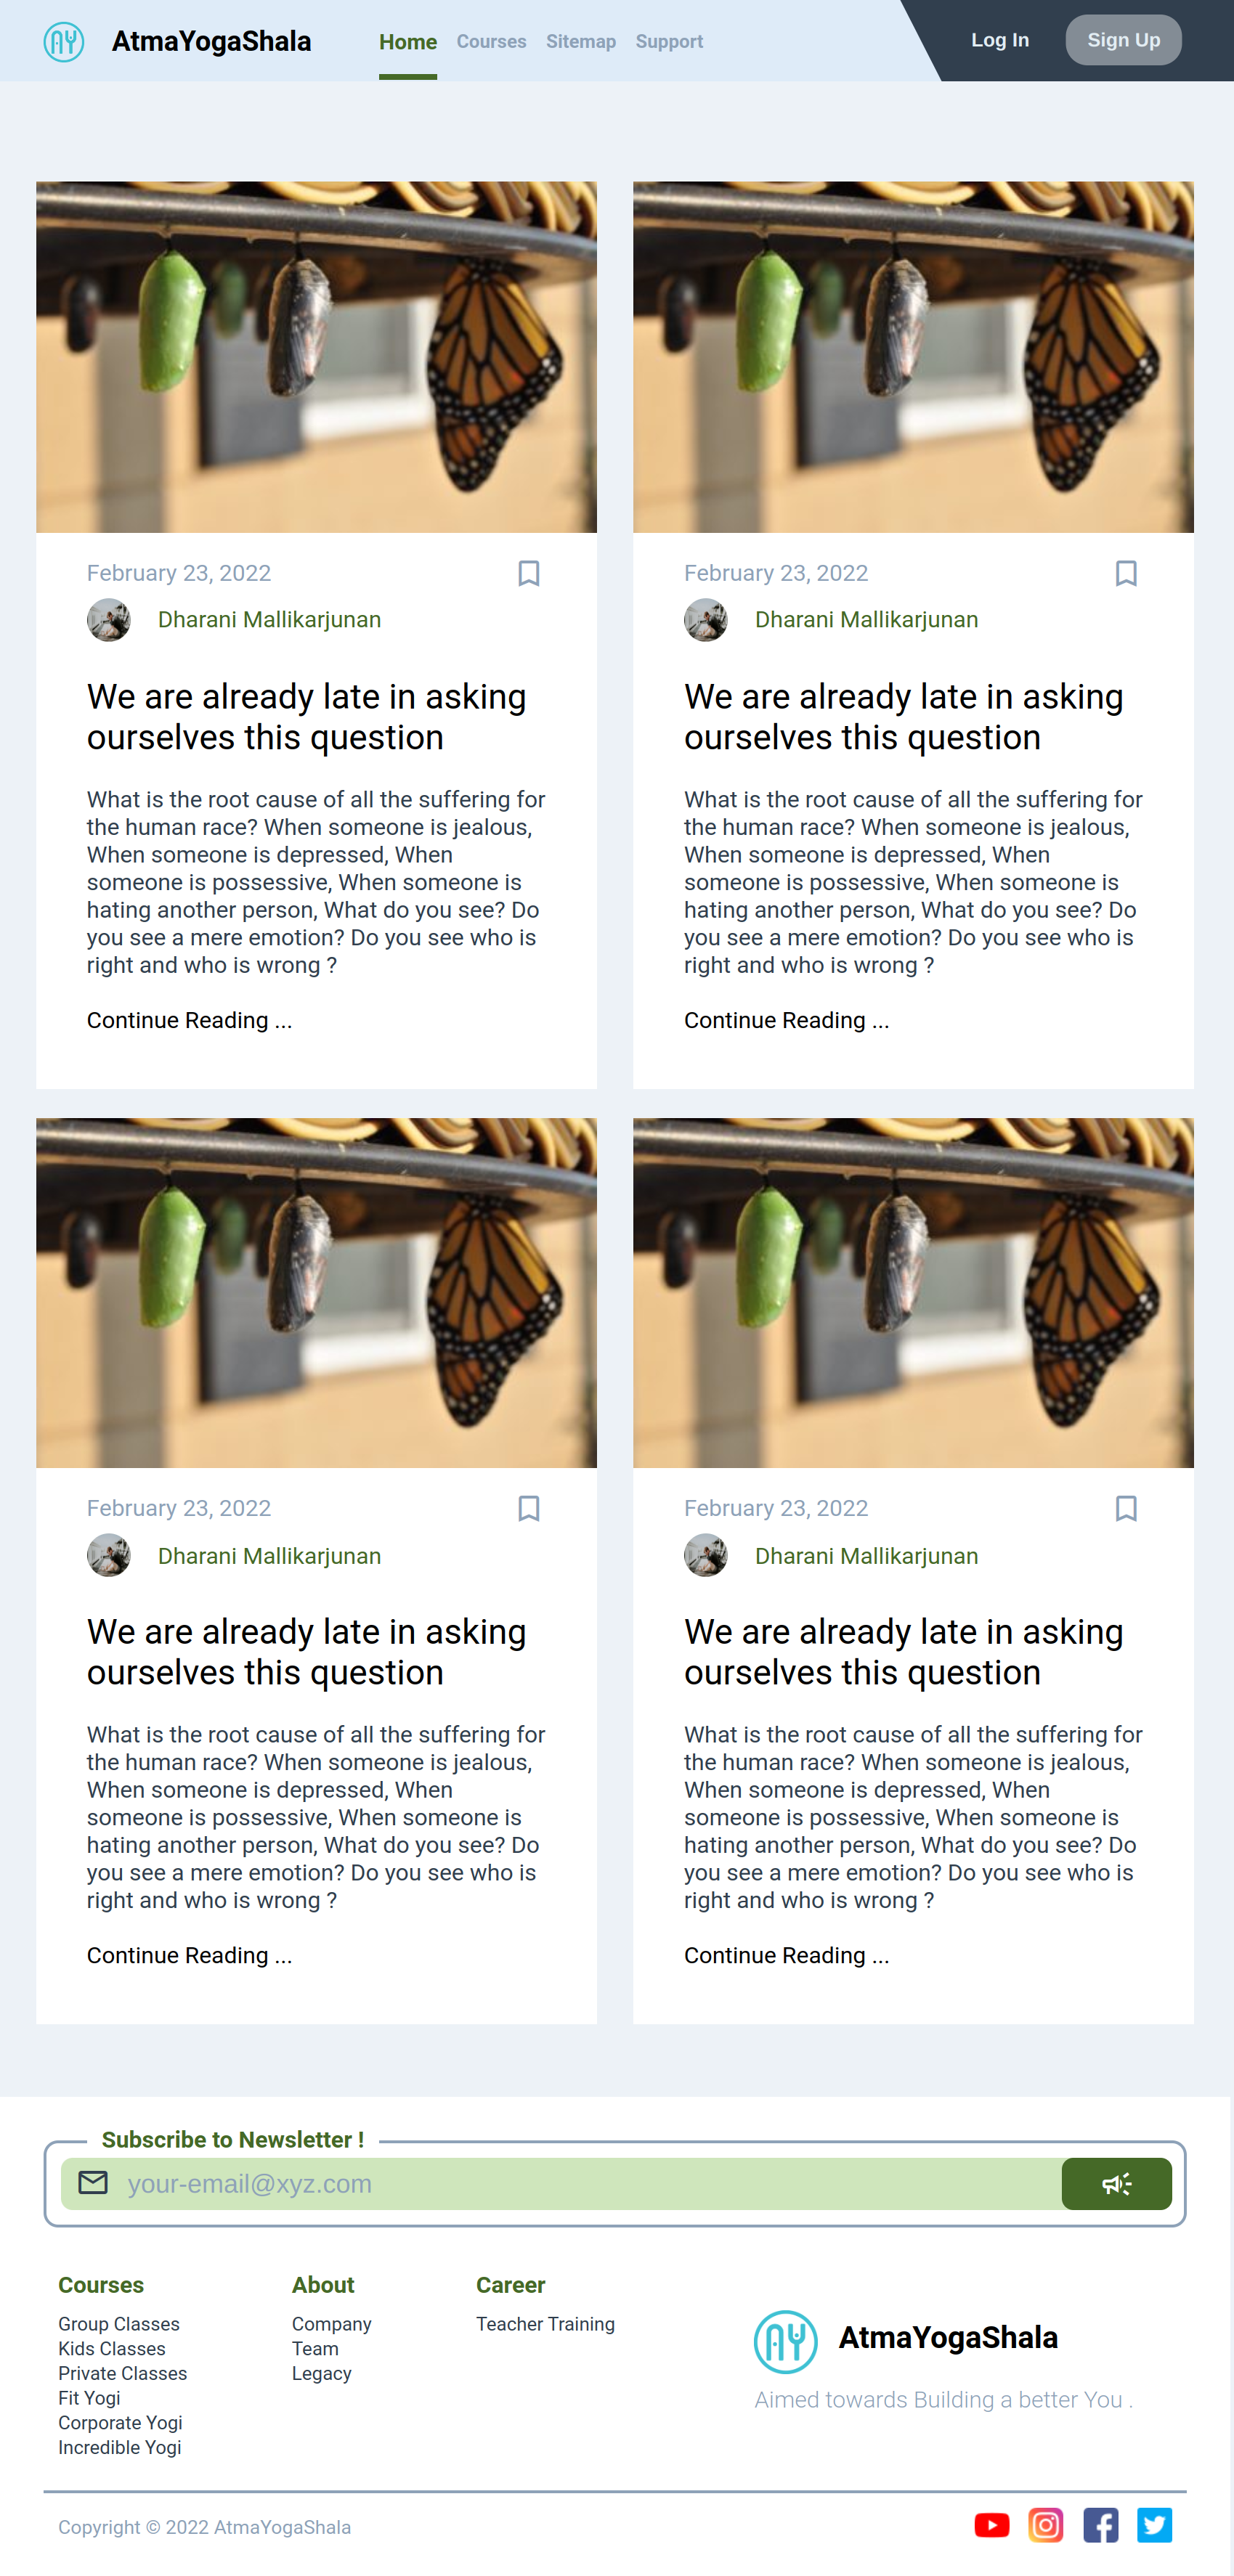 AY AtmaYogaShala Home Courses Sitemap Support Log In Sign Up
February 23, 2022
Dharani Mallikarjunan
We are already late in asking
ourselves this question
What is the root cause of all the suffering for
the human race? When someone is jealous,
When someone is depressed, When
someone is possessive, When someone is
hating another person, What do you see? Do
you see a mere emotion? Do you see who is
right and who is wrong ?
Continue Reading ...
February 23, 2022
Dharani Mallikarjunan
We are already late in asking
ourselves this question
What is the root cause of all the suffering for
the human race? When someone is jealous,
When someone is depressed, When
someone is possessive, When someone is
hating another person, What do you see? Do
you see a mere emotion? Do you see who is
right and who is wrong ?
Continue Reading ...
February 23, 2022
Dharani Mallikarjunan
We are already late in asking
ourselves this question
What is the root cause of all the suffering for
the human race? When someone is jealous,
When someone is depressed, When
someone is possessive, When someone is
hating another person, What do you see? Do
you see a mere emotion? Do you see who is
right and who is wrong ?
Continue Reading ...
February 23, 2022
Dharani Mallikarjunan
We are already late in asking
ourselves this question
What is the root cause of all the suffering for
the human race? When someone is jealous,
When someone is depressed, When
someone is possessive, When someone is
hating another person, What do you see? Do
you see a mere emotion? Do you see who is
right and who is wrong ?
Continue Reading ...
Subscribe to Newsletter !
your-email@xyz.com
Courses
Group Classes
Kids Classes
Private Classes
Fit Yogi
Corporate Yogi
Incredible Yogi
About
Company
Team
Legacy
Career
Teacher Training
AY AtmaYogaShala
Aimed towards Building a better You .
Copyright © 2022 AtmaYogaShala